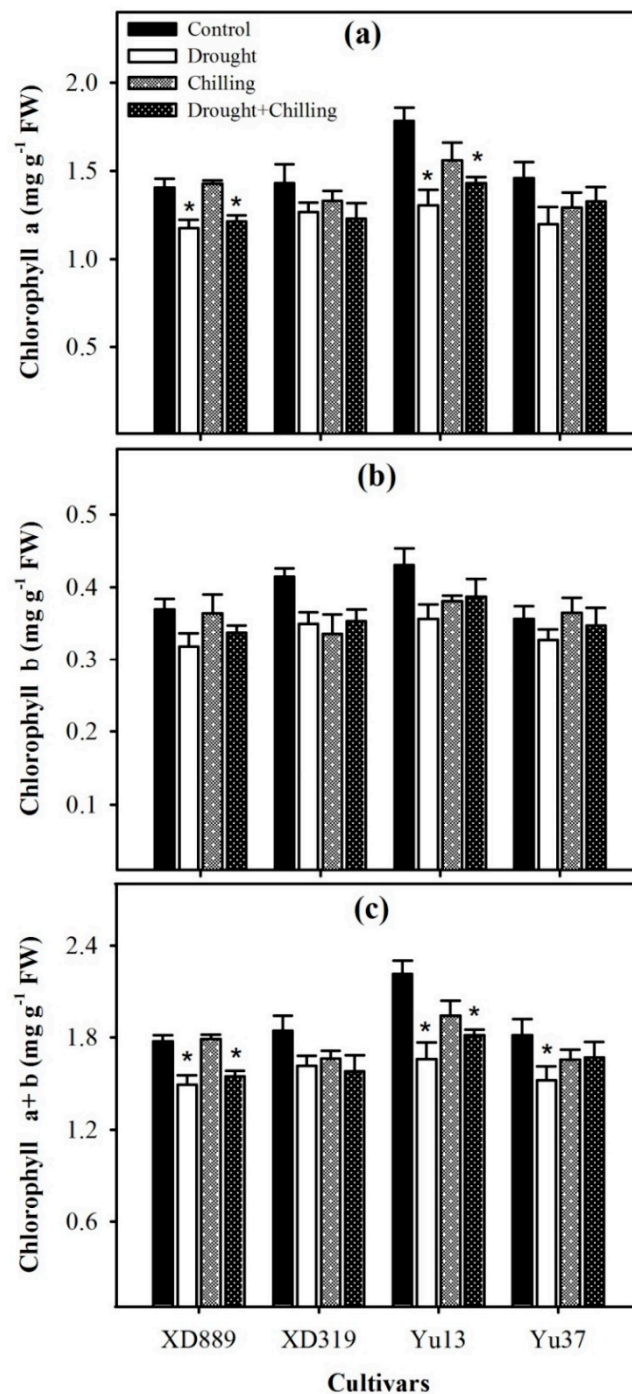 (a)
Control
Drought
Chilling
Drought+Chilling
2.0
1.5
1.0
0.5
Chlorophyll a (mg g⁻¹ FW)
* * * *
(b)
0.5
0.4
0.3
0.2
0.1
Chlorophyll b (mg g⁻¹ FW)
(c)
2.4
1.8
1.2
0.6
Chlorophyll a+b (mg g⁻¹ FW)
* * * * *
XD889 XD319 Yu13 Yu37
Cultivars